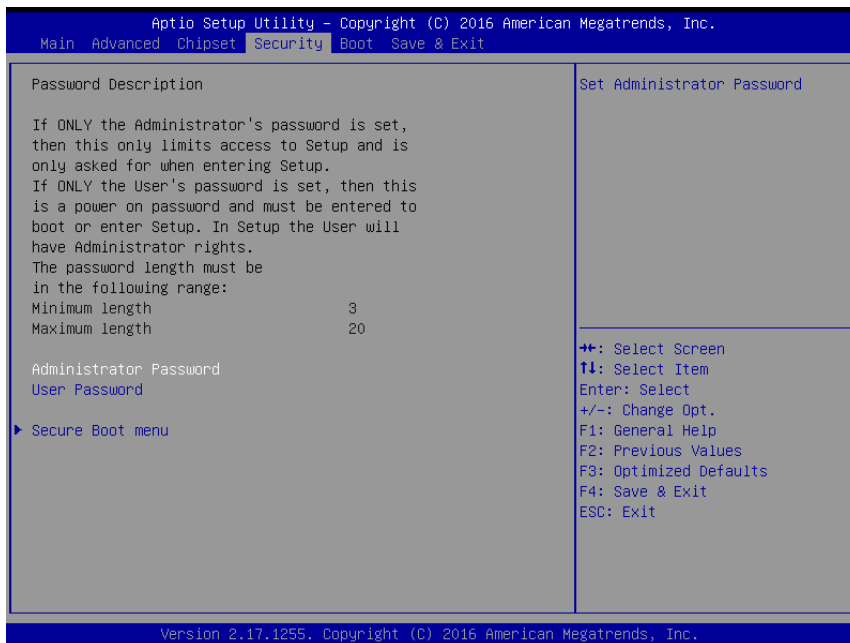 Aptio Setup Utility – Copyright (C) 2016 American Megatrends, Inc.
Main Advanced Chipset Security Boot Save & Exit
Password Description
If ONLY the Administrator's password is set,
then this only limits access to Setup and is
only asked for when entering Setup.
If ONLY the User's password is set, then this
is a power on password and must be entered to
boot or enter Setup. In Setup the User will
have Administrator rights.
The password length must be
in the following range:
Minimum length 3
Maximum length 20
Administrator Password
User Password
Secure Boot menu
Set Administrator Password
→←: Select Screen
↑↓: Select Item
Enter: Select
+/-: Change Opt.
F1: General Help
F2: Previous Values
F3: Optimized Defaults
F4: Save & Exit
ESC: Exit
Version 2.17.1255. Copyright (C) 2016 American Megatrends, Inc.